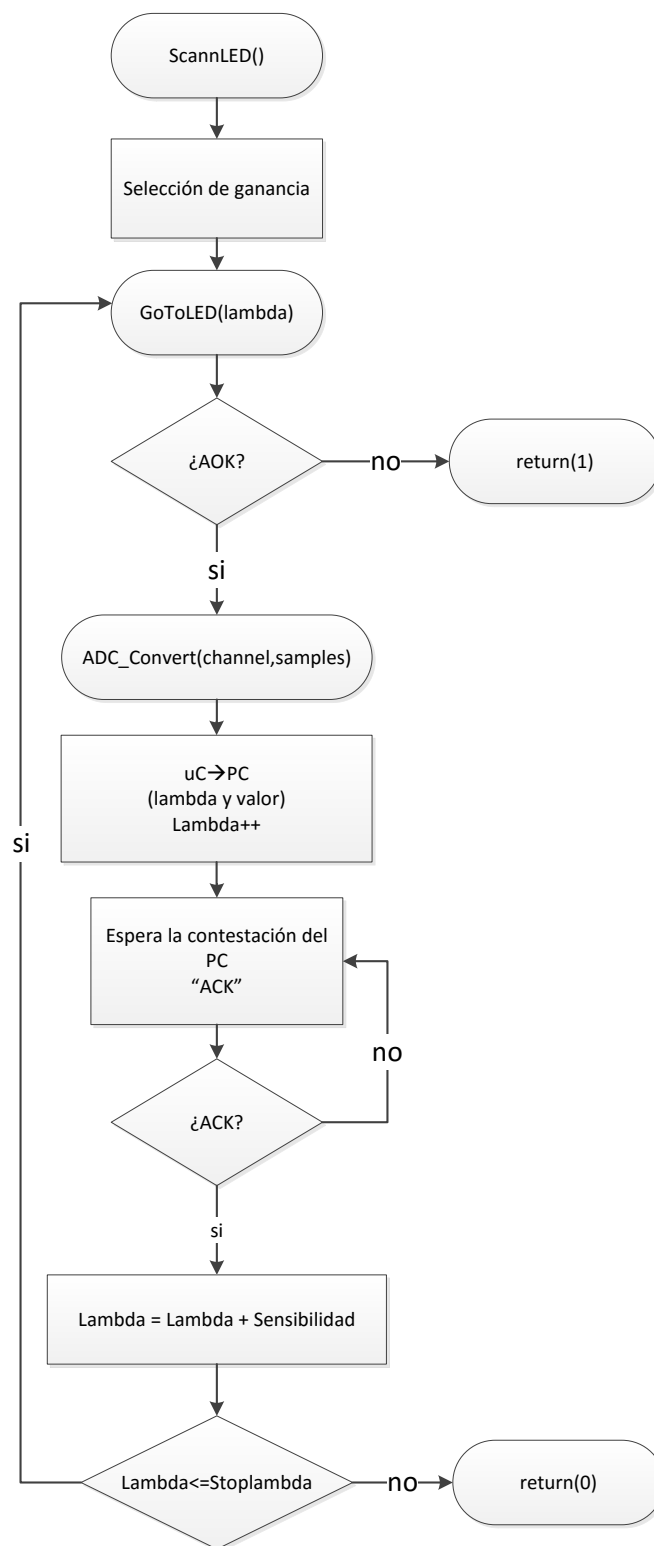 ScannLED()
Selección de ganancia
GoToLED(lambda)
¿AOK?
no
return(1)
si
ADC_Convert(channel,samples)
uC→PC
(lambda y valor)
Lambda++
si
Espera la contestación del
PC
“ACK”
no
¿ACK?
si
Lambda = Lambda + Sensibilidad
Lambda<=Stoplambda
no
return(0)